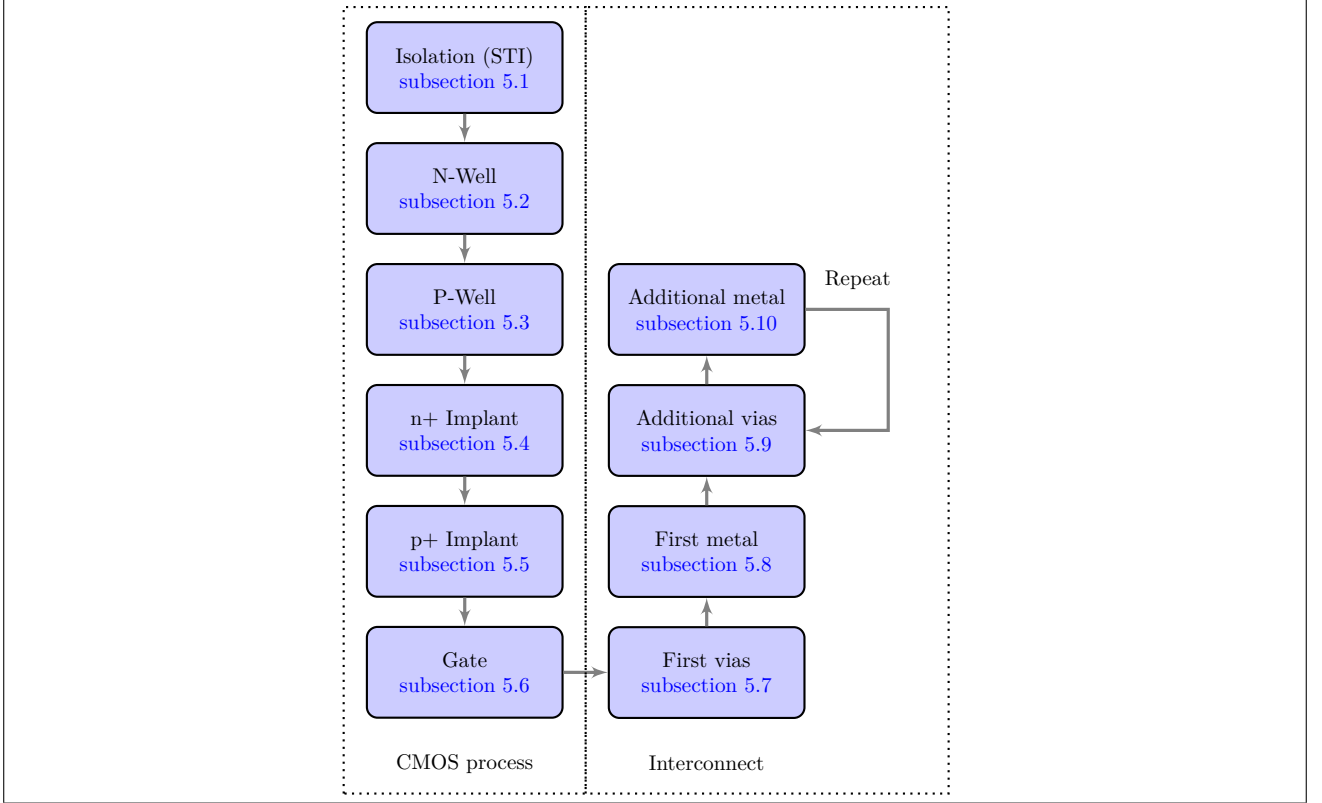 Isolation (STI)
subsection 5.1
N-Well
subsection 5.2
P-Well
subsection 5.3
n+ Implant
subsection 5.4
p+ Implant
subsection 5.5
Gate
subsection 5.6
CMOS process
Repeat
Additional metal
subsection 5.10
Additional vias
subsection 5.9
First metal
subsection 5.8
First vias
subsection 5.7
Interconnect